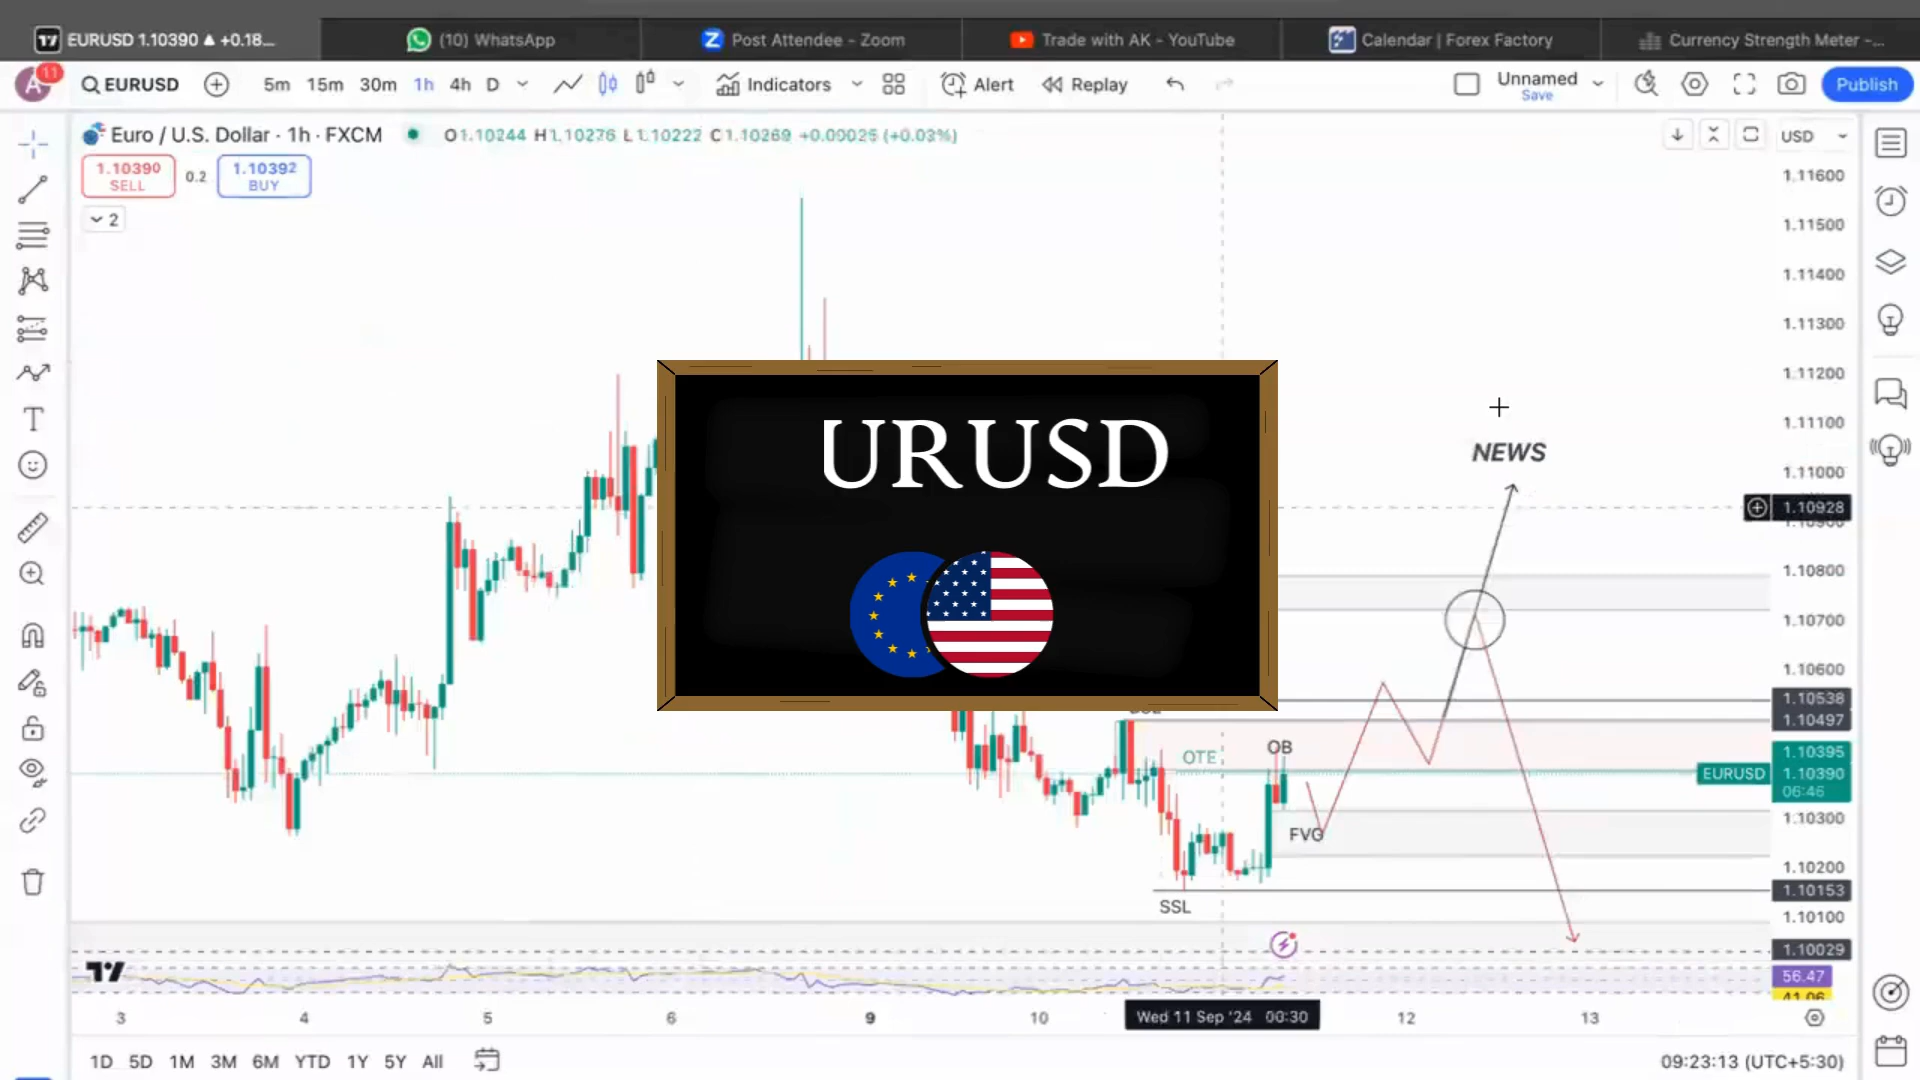 EURUSD 1.10390 ▲ +0.18...
(10) WhatsApp
Post Attendee - Zoom
Trade with AK - YouTube
Calendar | Forex Factory
Currency Strength Meter -...
A 11
EURUSD
5m 15m 30m 1h 4h D
Indicators
Alert
Replay
Unnamed
Save
Publish
Euro / U.S. Dollar · 1h · FXCM
O1.10244 H1.10276 L1.10222 C1.10269 +0.00025 (+0.03%)
USD
1.10390
SELL
0.2
1.10392
BUY
2
1.11600
1.11500
1.11400
1.11300
1.11200
1.11100
1.11000
1.10928
1.10900
1.10800
1.10700
1.10600
1.10538
1.10497
1.10395
EURUSD
1.10390
06:46
1.10300
1.10200
1.10153
1.10100
1.10029
56.47
41.06
URUSD
NEWS
OTE
OB
FVG
SSL
3 4 5 6 9 10
Wed 11 Sep '24 00:30
12 13
1D 5D 1M 3M 6M YTD 1Y 5Y All
09:23:13 (UTC+5:30)